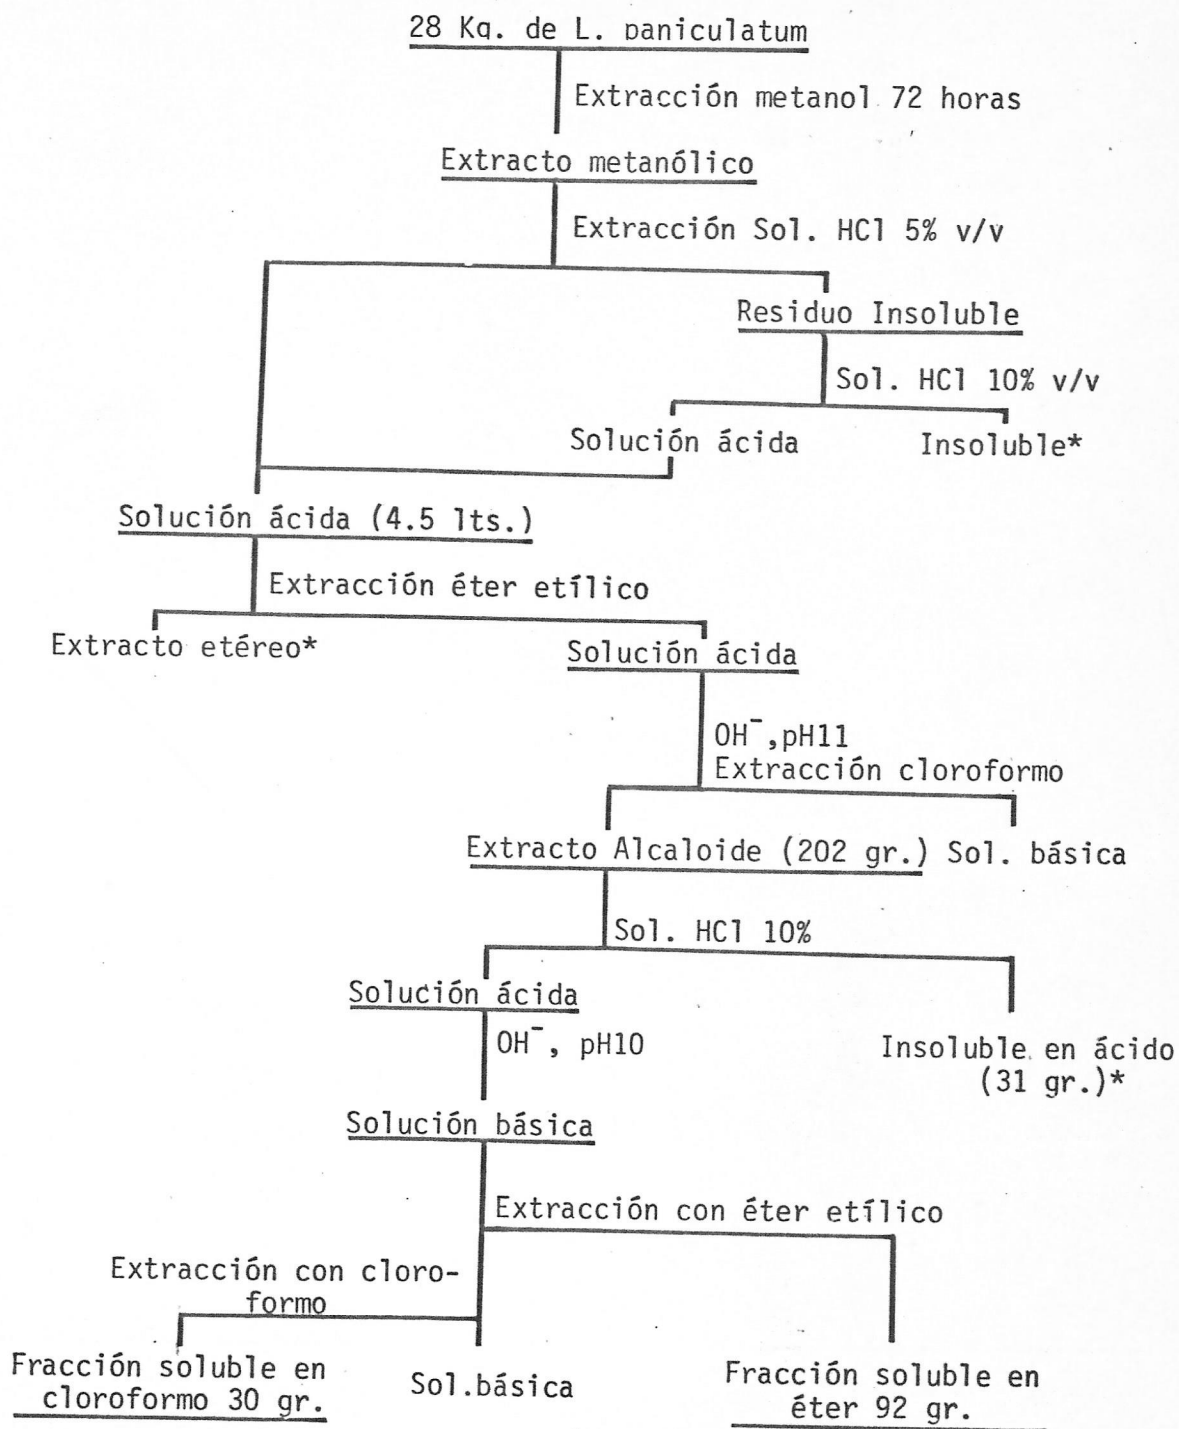 28 Kg. de L. paniculatum
Extracción metanol 72 horas
Extracto metanólico
Extracción Sol. HCl 5% v/v
Residuo Insoluble
Sol. HCl 10% v/v
Solución ácida
Insoluble*
Solución ácida (4.5 lts.)
Extracción éter etílico
Extracto etéreo*
Solución ácida
OH⁻,pH11
Extracción cloroformo
Extracto Alcaloide (202 gr.)
Sol. básica
Sol. HCl 10%
Solución ácida
OH⁻, pH10
Insoluble en ácido
(31 gr.)*
Solución básica
Extracción con éter etílico
Extracción con cloro-
formo
Fracción soluble en
cloroformo 30 gr.
Sol.básica
Fracción soluble en
éter 92 gr.